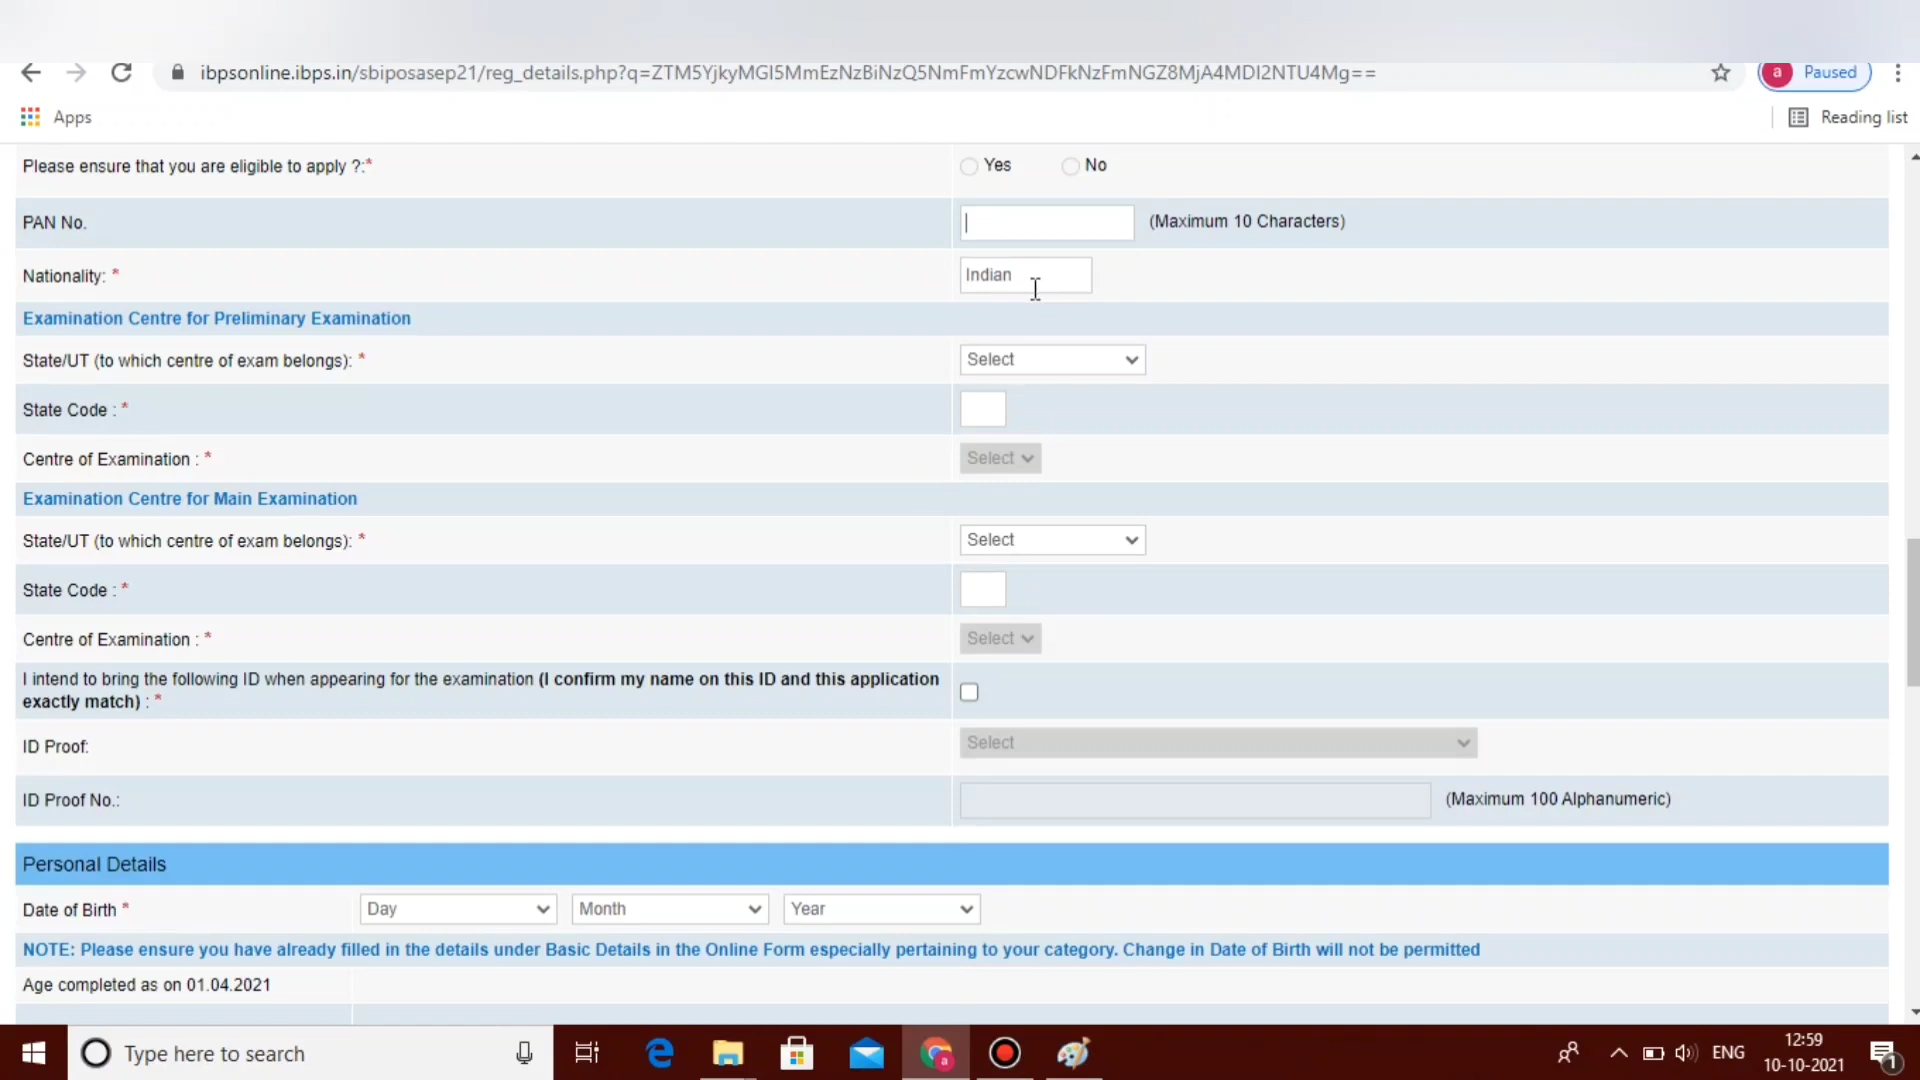 ibpsonline.ibps.in/sbiposasep21/reg_details.php?q=ZTM5YjkyMGI5MmEzNzBiNzQ5NmFmYzcwNDFkNzFmNGZ8MjA4MDI2NTU4Mg==
a Paused
Apps
Reading list
Please ensure that you are eligible to apply ?:* Yes No
PAN No. (Maximum 10 Characters)
Nationality: * Indian
Examination Centre for Preliminary Examination
State/UT (to which centre of exam belongs): * Select
State Code : *
Centre of Examination : * Select
Examination Centre for Main Examination
State/UT (to which centre of exam belongs): * Select
State Code : *
Centre of Examination : * Select
I intend to bring the following ID when appearing for the examination (I confirm my name on this ID and this application
exactly match) : *
ID Proof: Select
ID Proof No.: (Maximum 100 Alphanumeric)
Personal Details
Date of Birth * Day Month Year
NOTE: Please ensure you have already filled in the details under Basic Details in the Online Form especially pertaining to your category. Change in Date of Birth will not be permitted
Age completed as on 01.04.2021
Type here to search
a
ENG
12:59
10-10-2021
1